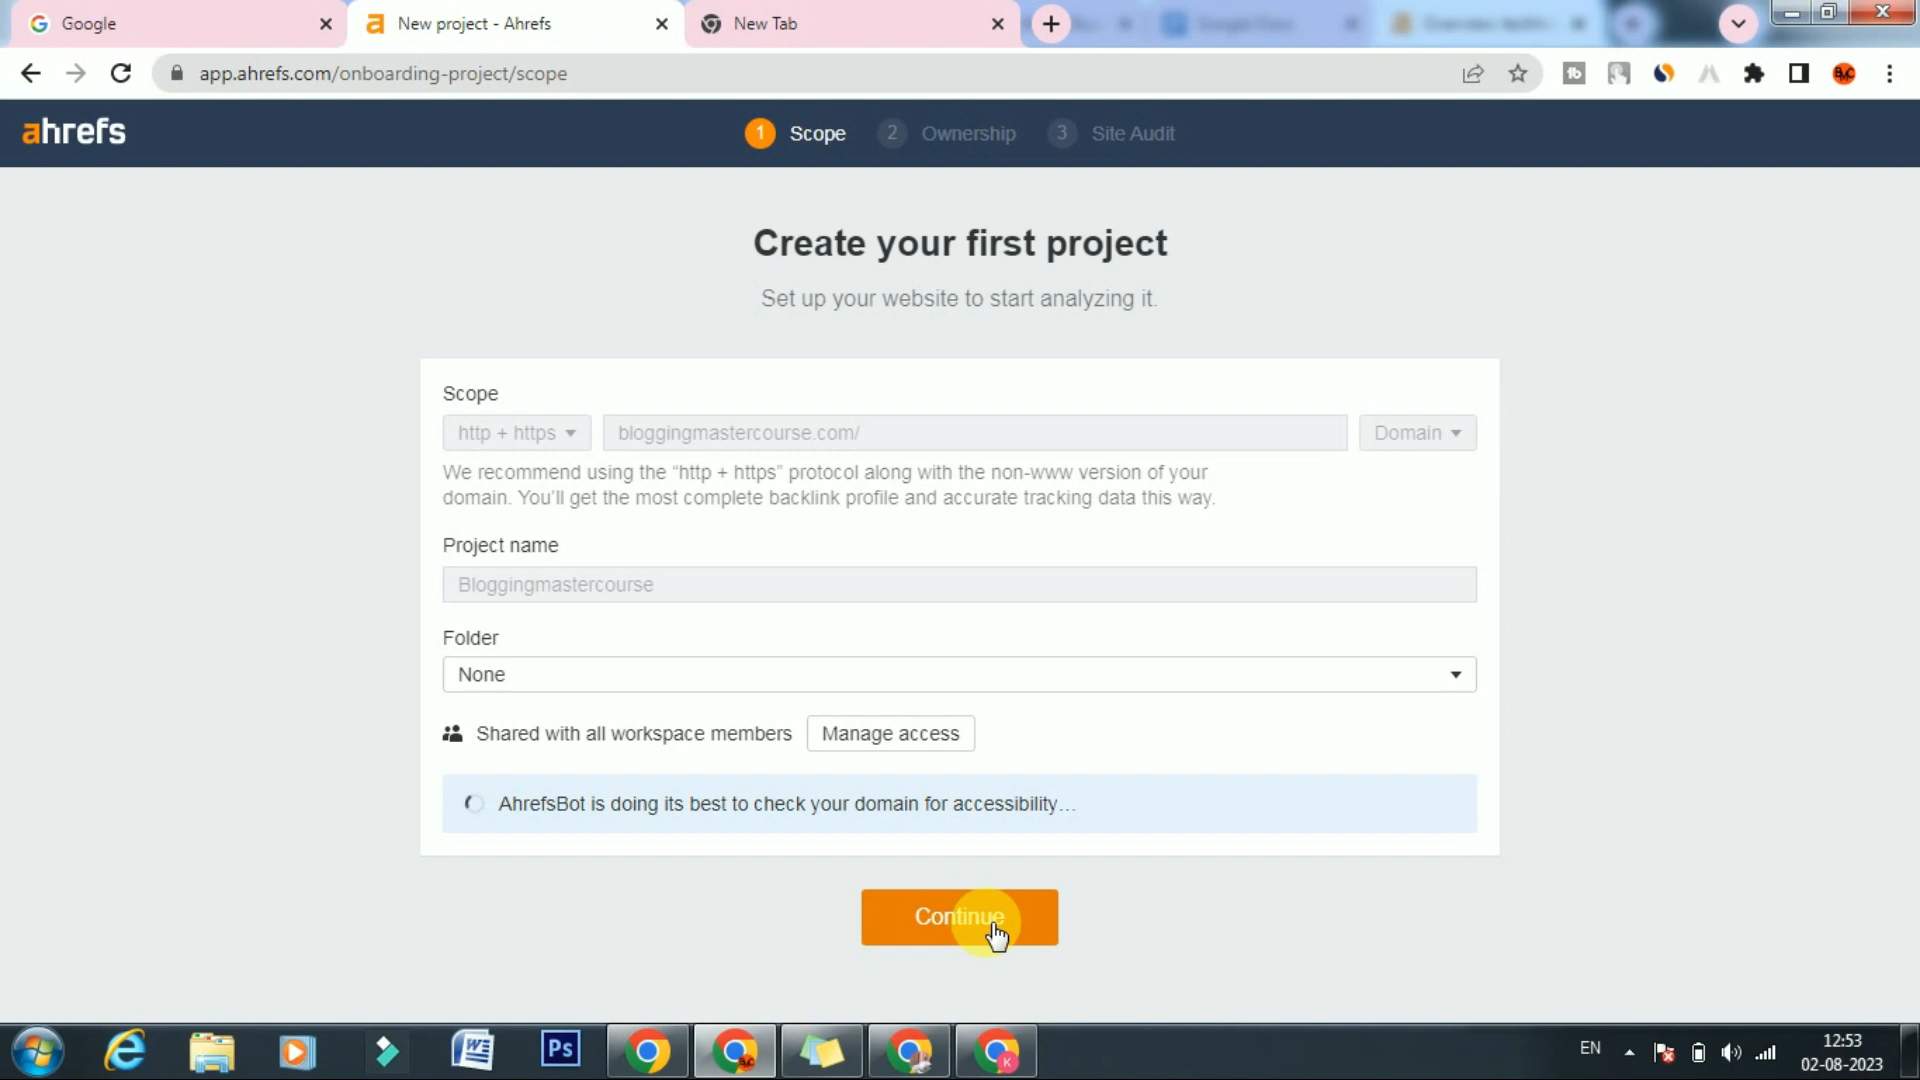 Google
New project - Ahrefs
New Tab
app.ahrefs.com/onboarding-project/scope
ahrefs
1 Scope
2 Ownership
3 Site Audit
Create your first project
Set up your website to start analyzing it.
Scope
http + https
bloggingmastercourse.com/
Domain
We recommend using the “http + https” protocol along with the non-www version of your
domain. You’ll get the most complete backlink profile and accurate tracking data this way.
Project name
Bloggingmastercourse
Folder
None
Shared with all workspace members
Manage access
AhrefsBot is doing its best to check your domain for accessibility…
Continue
Ps
K
EN
12:53
02-08-2023